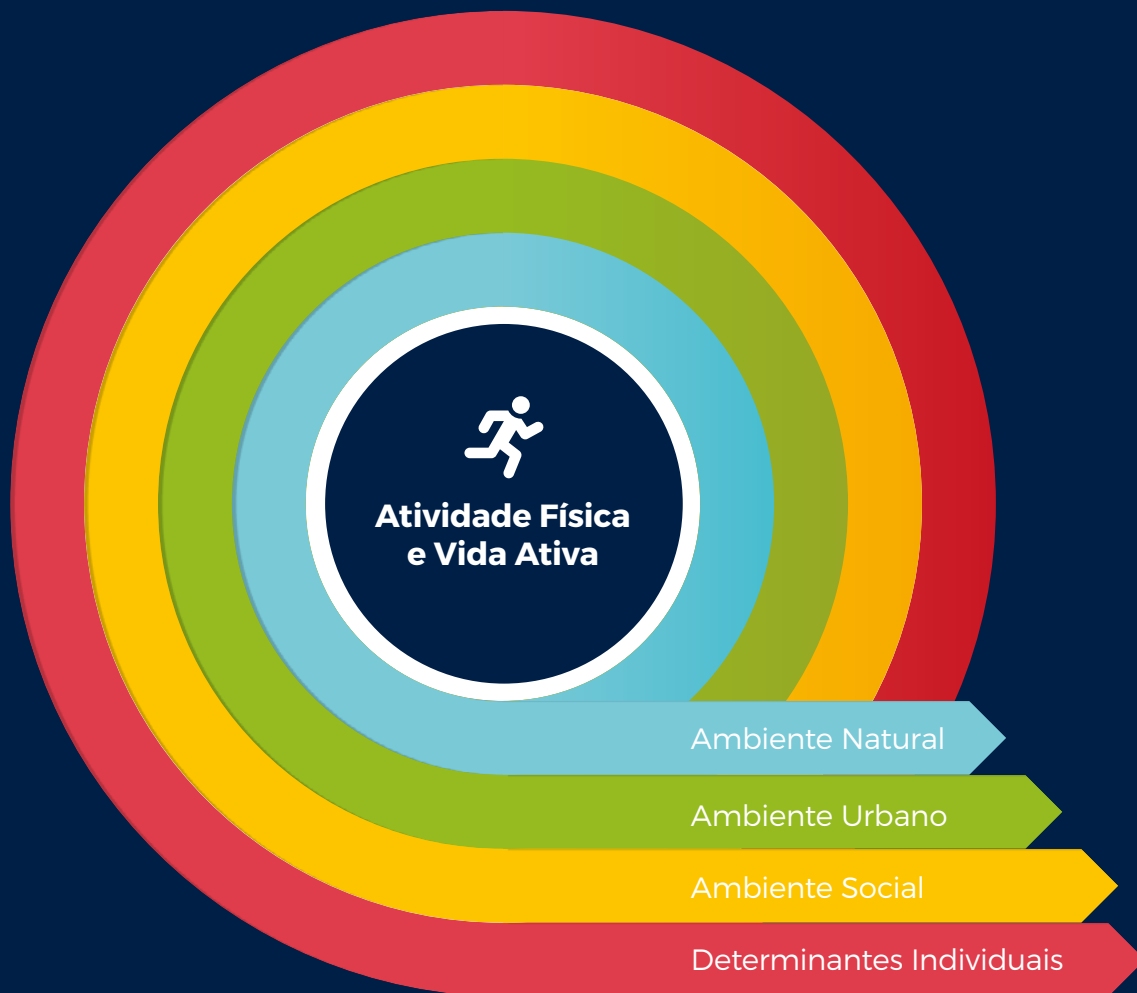 Atividade Física
e Vida Ativa
Ambiente Natural
Ambiente Urbano
Ambiente Social
Determinantes Individuais